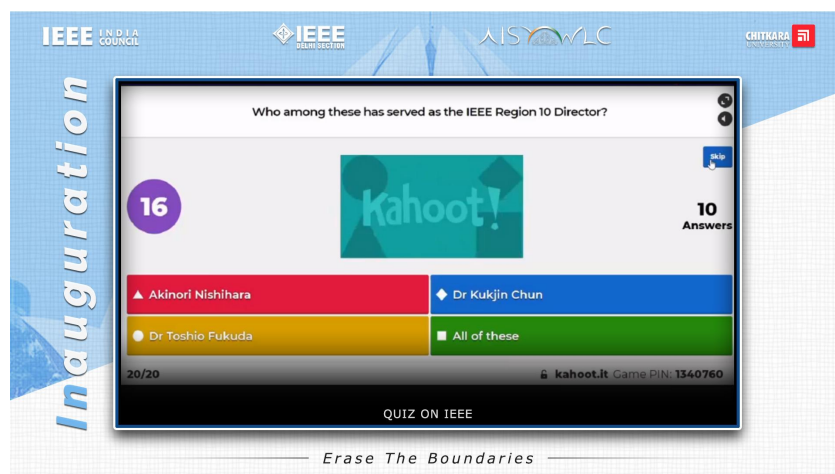 IEEE INDIA COUNCIL
IEEE DELHI SECTION
AISYWLC
CHITKARA UNIVERSITY
Inauguration
Who among these has served as the IEEE Region 10 Director?
Skip
16
Kahoot!
10
Answers
Akinori Nishihara
Dr Kukjin Chun
Dr Toshio Fukuda
All of these
20/20
kahoot.it Game PIN: 1340760
QUIZ ON IEEE
Erase The Boundaries